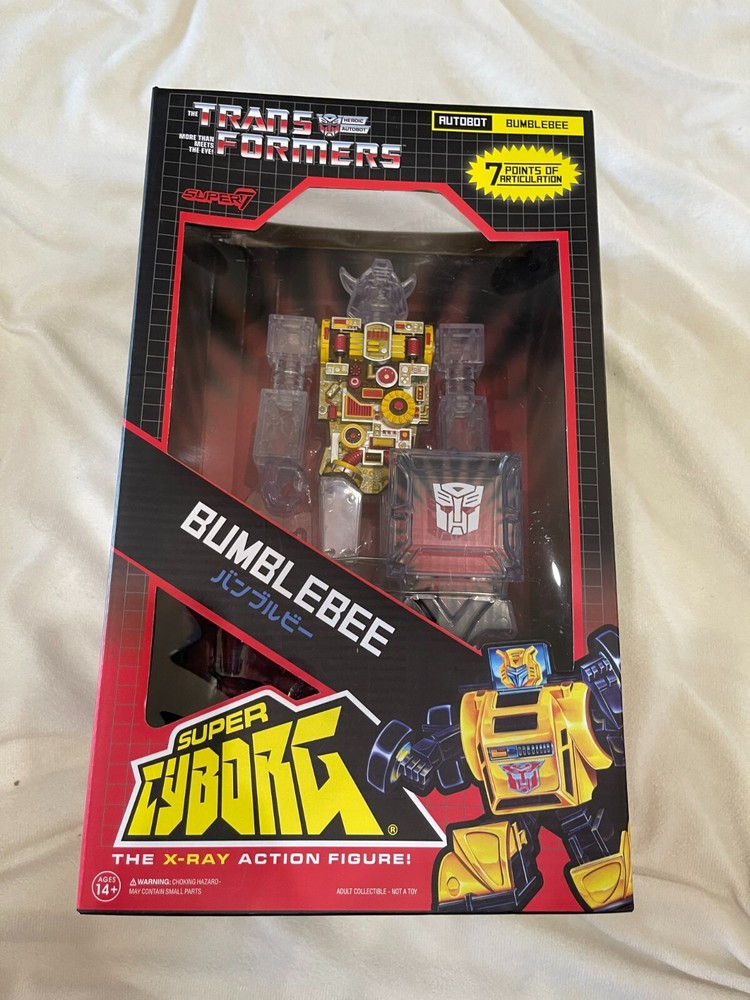 THE TRANS
HEROIC
AUTOBOT
MORE THAN
MEETS
THE EYE!
FORMERS
AUTOBOT BUMBLEBEE
7 POINTS OF
ARTICULATION
SUPER7
BUMBLEBEE
バンブルビー
SUPER
CYBORG®
THE X-RAY ACTION FIGURE!
AGES
14+
WARNING: CHOKING HAZARD-
MAY CONTAIN SMALL PARTS
ADULT COLLECTIBLE - NOT A TOY